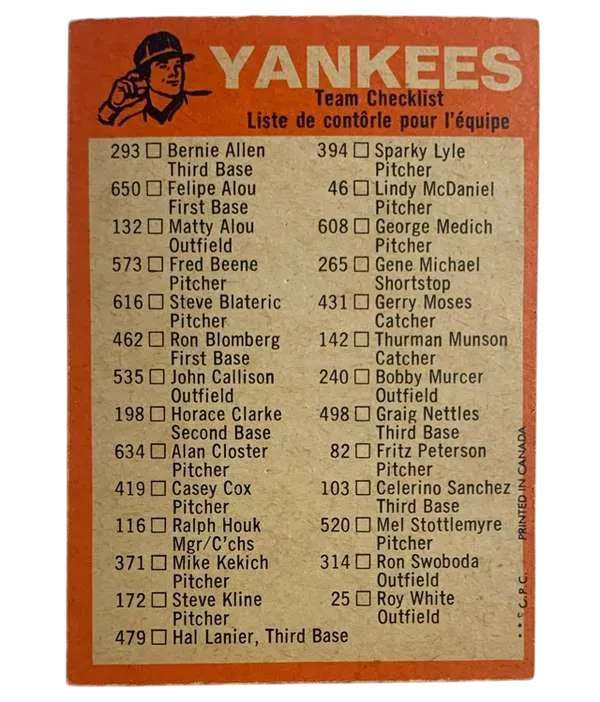 YANKEES
Team Checklist
Liste de contôrle pour l'équipe
293 □ Bernie Allen
Third Base
650 □ Felipe Alou
First Base
132 □ Matty Alou
Outfield
573 □ Fred Beene
Pitcher
616 □ Steve Blateric
Pitcher
462 □ Ron Blomberg
First Base
535 □ John Callison
Outfield
198 □ Horace Clarke
Second Base
634 □ Alan Closter
Pitcher
419 □ Casey Cox
Pitcher
116 □ Ralph Houk
Mgr/C'chs
371 □ Mike Kekich
Pitcher
172 □ Steve Kline
Pitcher
479 □ Hal Lanier, Third Base
394 □ Sparky Lyle
Pitcher
46 □ Lindy McDaniel
Pitcher
608 □ George Medich
Pitcher
265 □ Gene Michael
Shortstop
431 □ Gerry Moses
Catcher
142 □ Thurman Munson
Catcher
240 □ Bobby Murcer
Outfield
498 □ Graig Nettles
Third Base
82 □ Fritz Peterson
Pitcher
103 □ Celerino Sanchez
Third Base
520 □ Mel Stottlemyre
Pitcher
314 □ Ron Swoboda
Outfield
25 □ Roy White
Outfield
* * © C.P.C. PRINTED IN CANADA